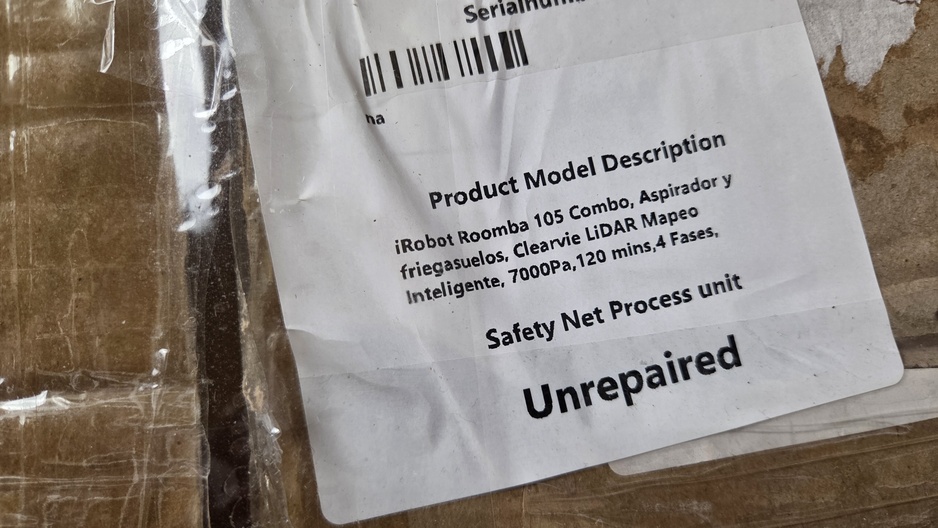 na
Product Model Description
iRobot Roomba 105 Combo, Aspirador y
friegasuelos, Clearvie LiDAR Mapeo
Inteligente, 7000Pa,120 mins,4 Fases,
Safety Net Process unit
Unrepaired